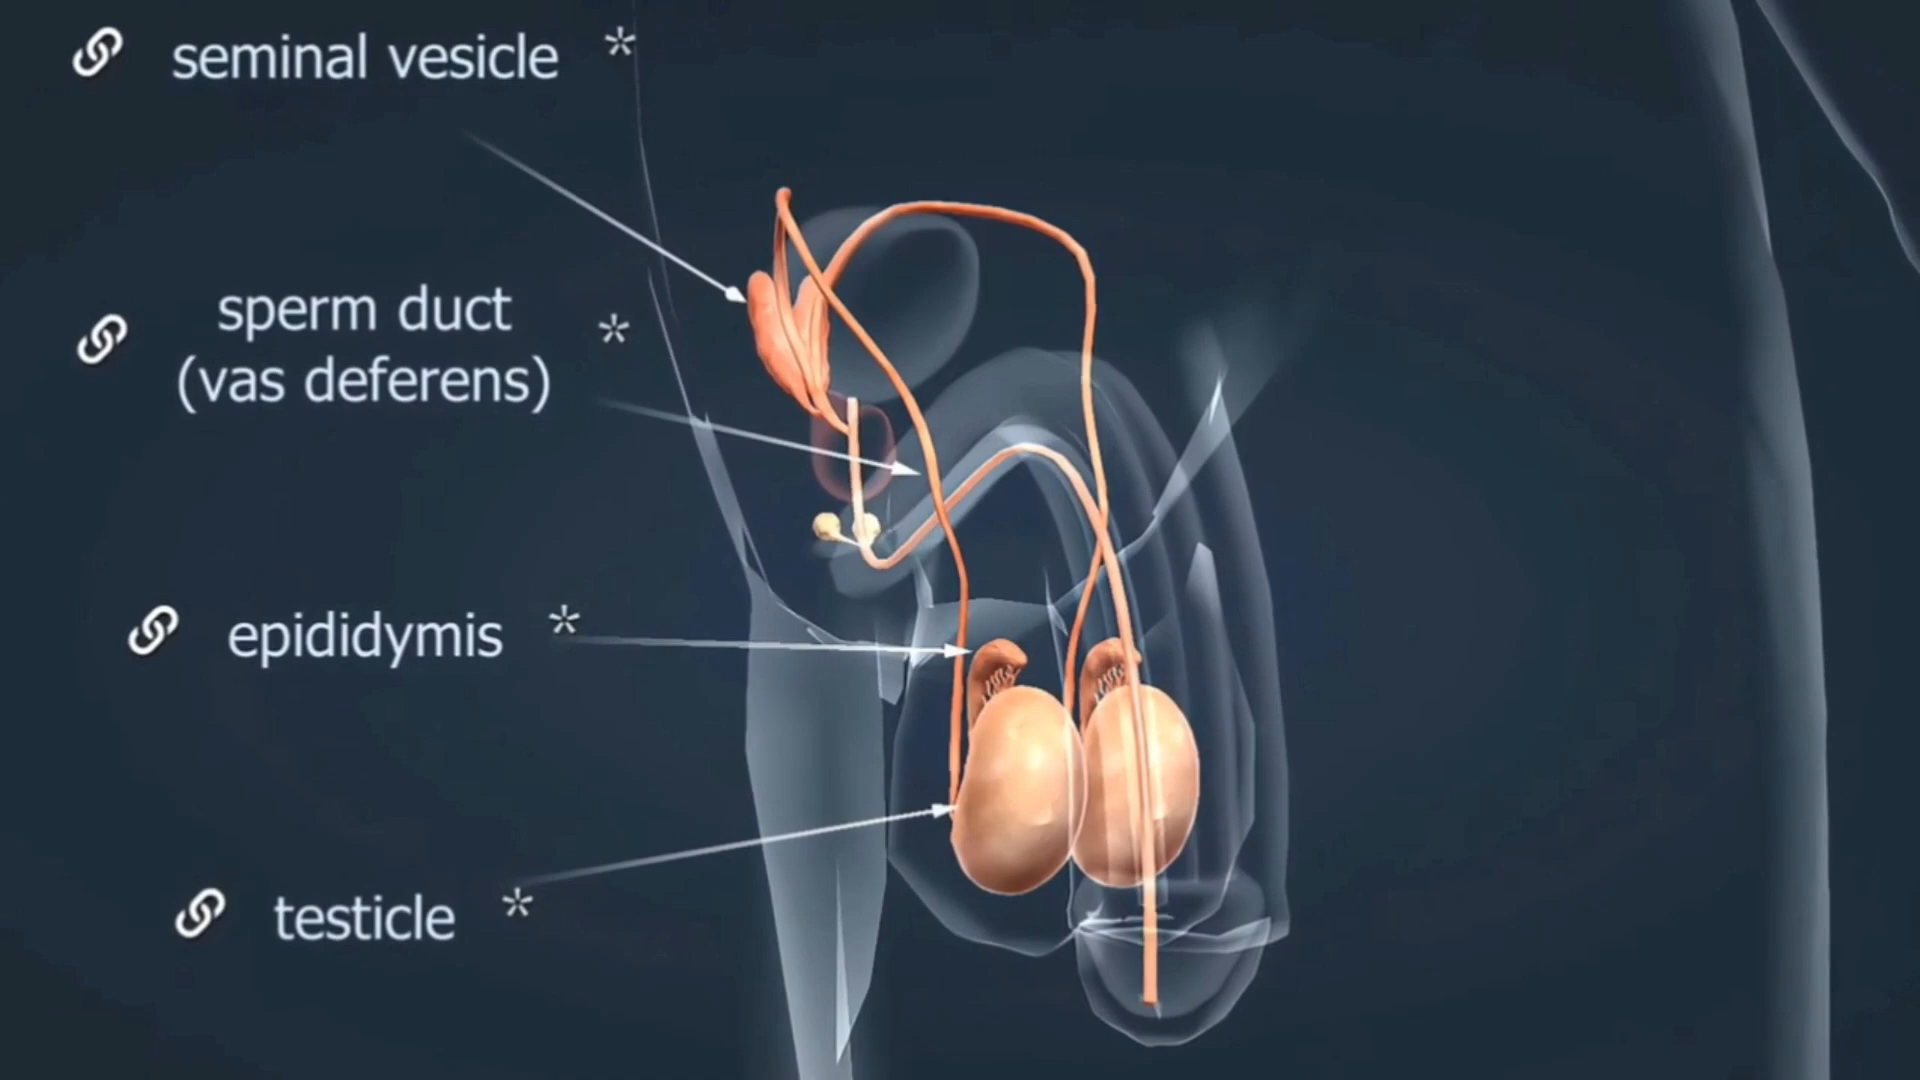 seminal vesicle *
sperm duct *
(vas deferens)
epididymis *
testicle *